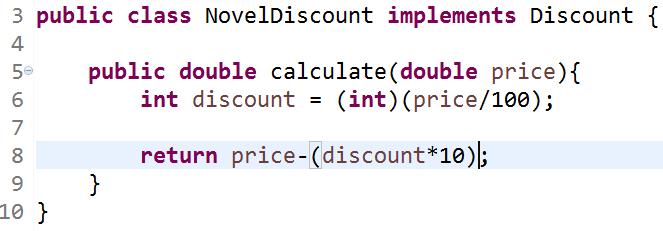 3 public class NovelDiscount implements Discount {
4
5 public double calculate(double price){
6 int discount = (int)(price/100);
7
8 return price-(discount*10);
9 }
10 }